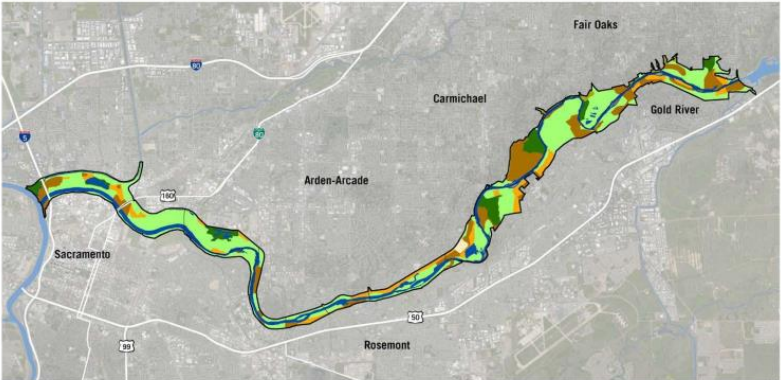 Fair Oaks
80
Carmichael
Gold River
5
80
Arden-Arcade
160
Sacramento
50
99
Rosemont